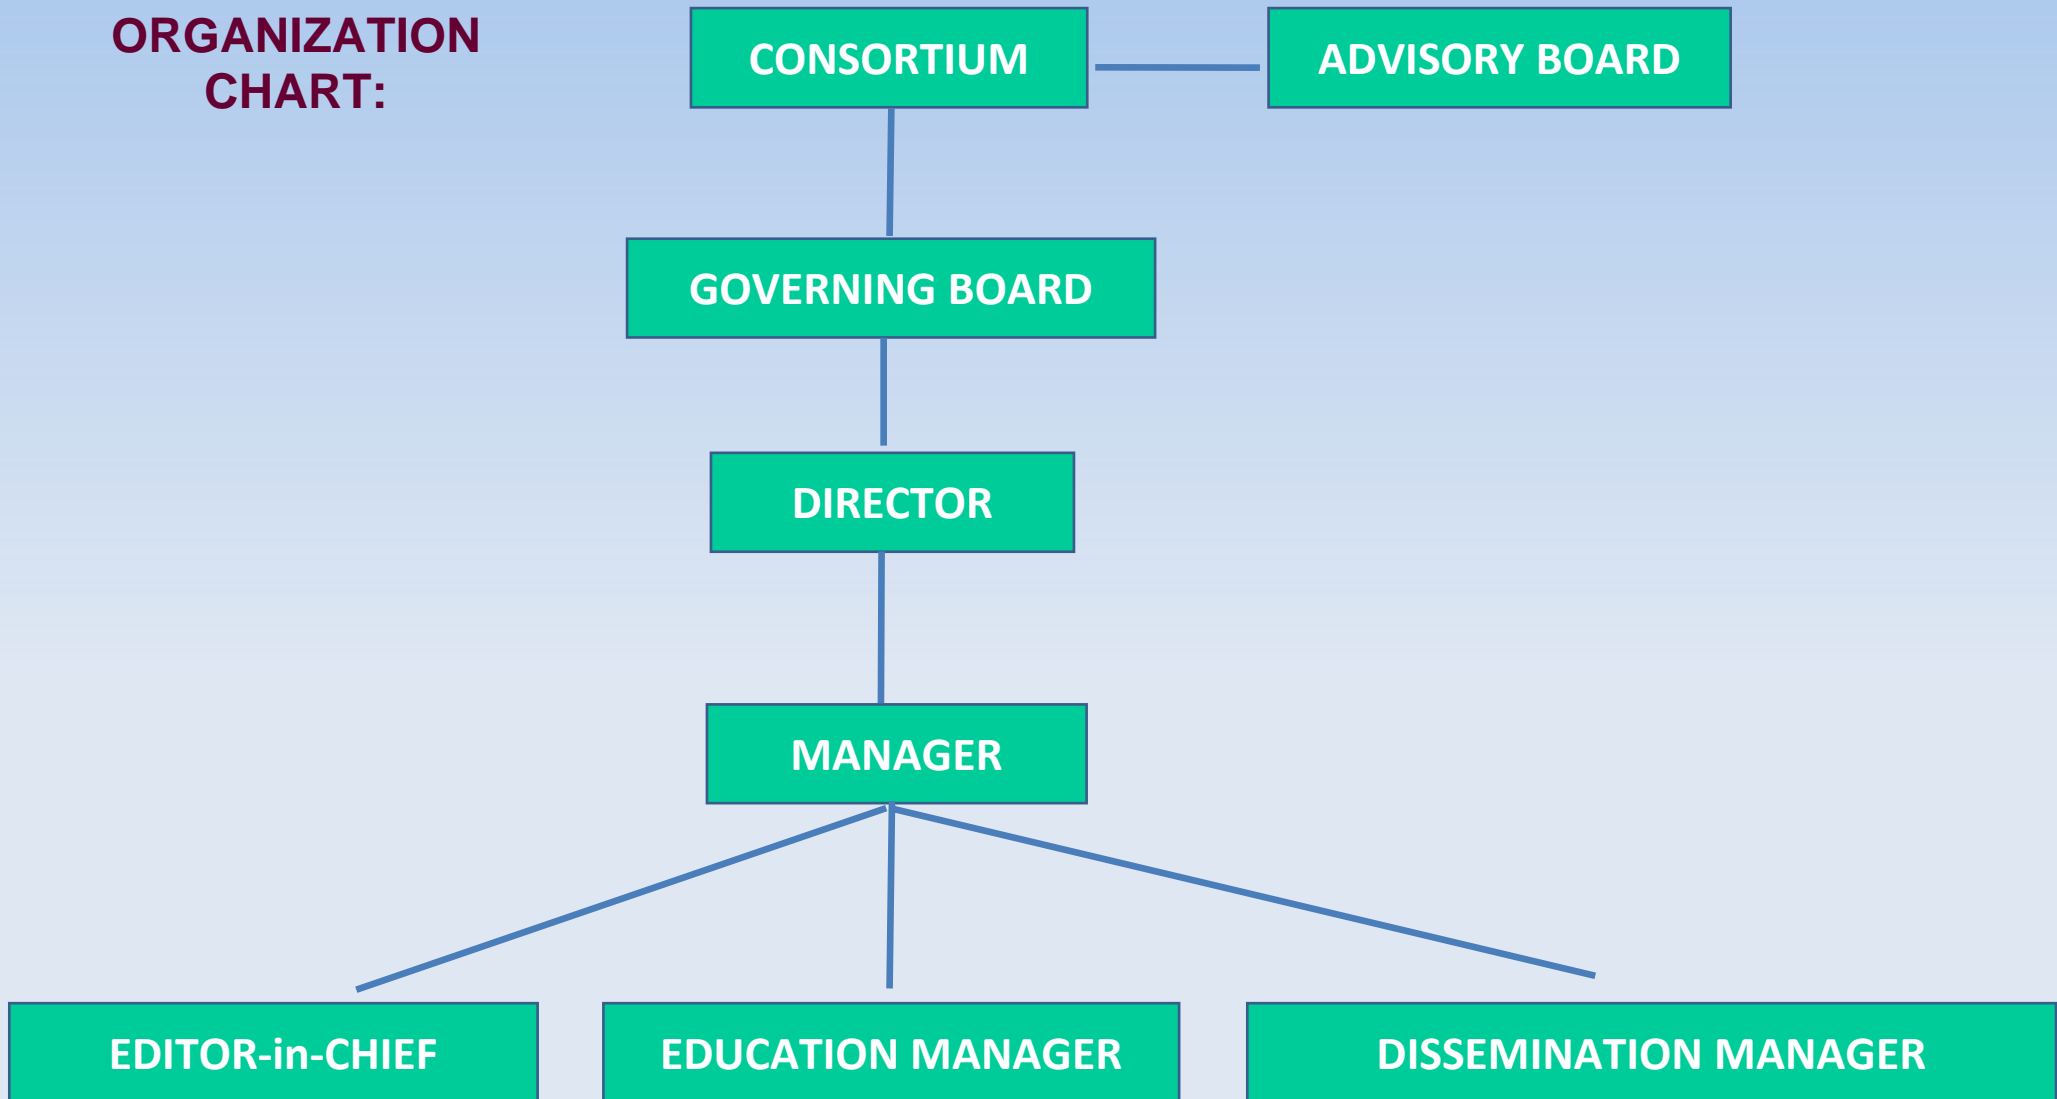 ORGANIZATION
CHART:
CONSORTIUM
ADVISORY BOARD
GOVERNING BOARD
DIRECTOR
MANAGER
EDITOR-in-CHIEF
EDUCATION MANAGER
DISSEMINATION MANAGER